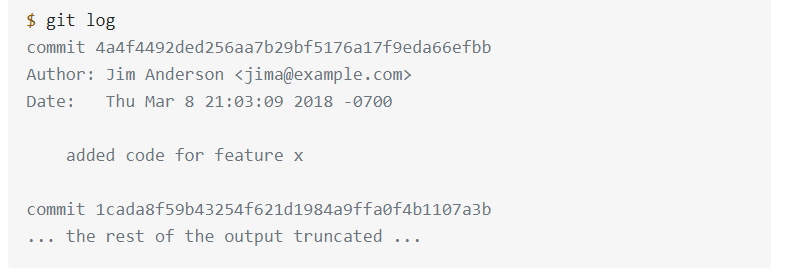 $ git log
commit 4a4f4492ded256aa7b29bf5176a17f9eda66efbb
Author: Jim Anderson <jima@example.com>
Date:   Thu Mar 8 21:03:09 2018 -0700
added code for feature x
commit 1cada8f59b43254f621d1984a9ffa0f4b1107a3b
... the rest of the output truncated ...